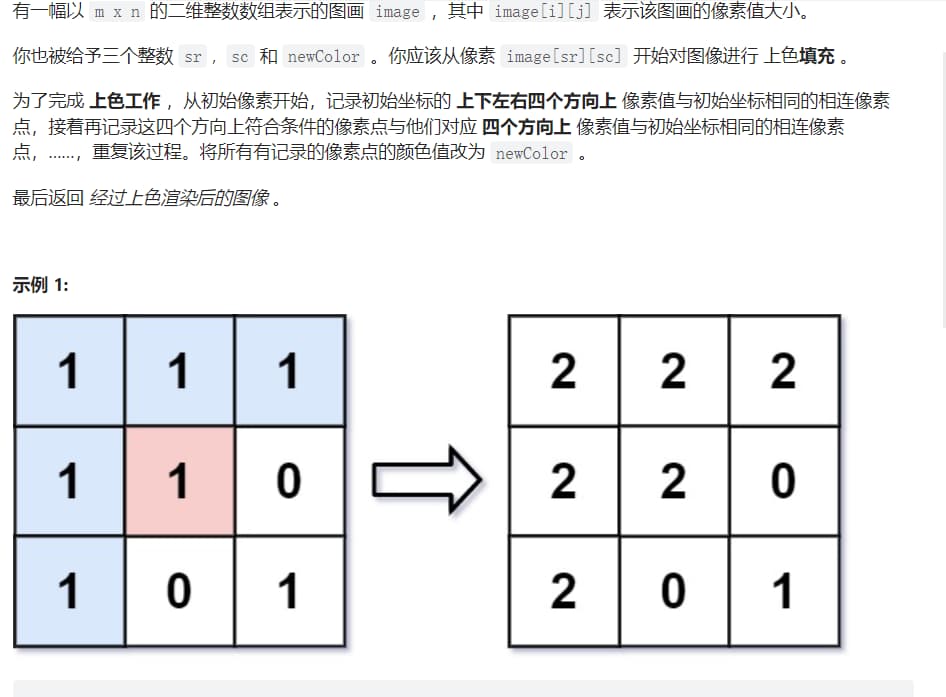 有一幅以 m x n 的二维整数数组表示的图画 image ，其中 image[i][j] 表示该图画的像素值大小。
你也被给予三个整数 sr ， sc 和 newColor 。你应该从像素 image[sr][sc] 开始对图像进行 上色填充 。
为了完成 上色工作 ，从初始像素开始，记录初始坐标的 上下左右四个方向上 像素值与初始坐标相同的相连像素
点，接着再记录这四个方向上符合条件的像素点与他们对应 四个方向上 像素值与初始坐标相同的相连像素
点，……，重复该过程。将所有有记录的像素点的颜色值改为 newColor 。
最后返回 经过上色渲染后的图像 。
示例 1:
1 1 1 2 2 2
1 1 0 2 2 0
1 0 1 2 0 1